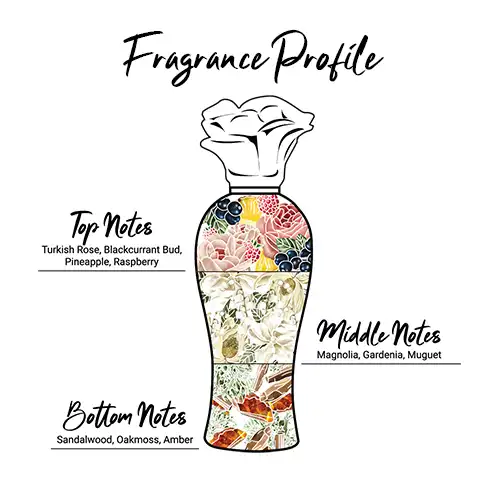 Fragrance Profile
Top Notes
Turkish Rose, Blackcurrant Bud,
Pineapple, Raspberry
Middle Notes
Magnolia, Gardenia, Muguet
Bottom Notes
Sandalwood, Oakmoss, Amber